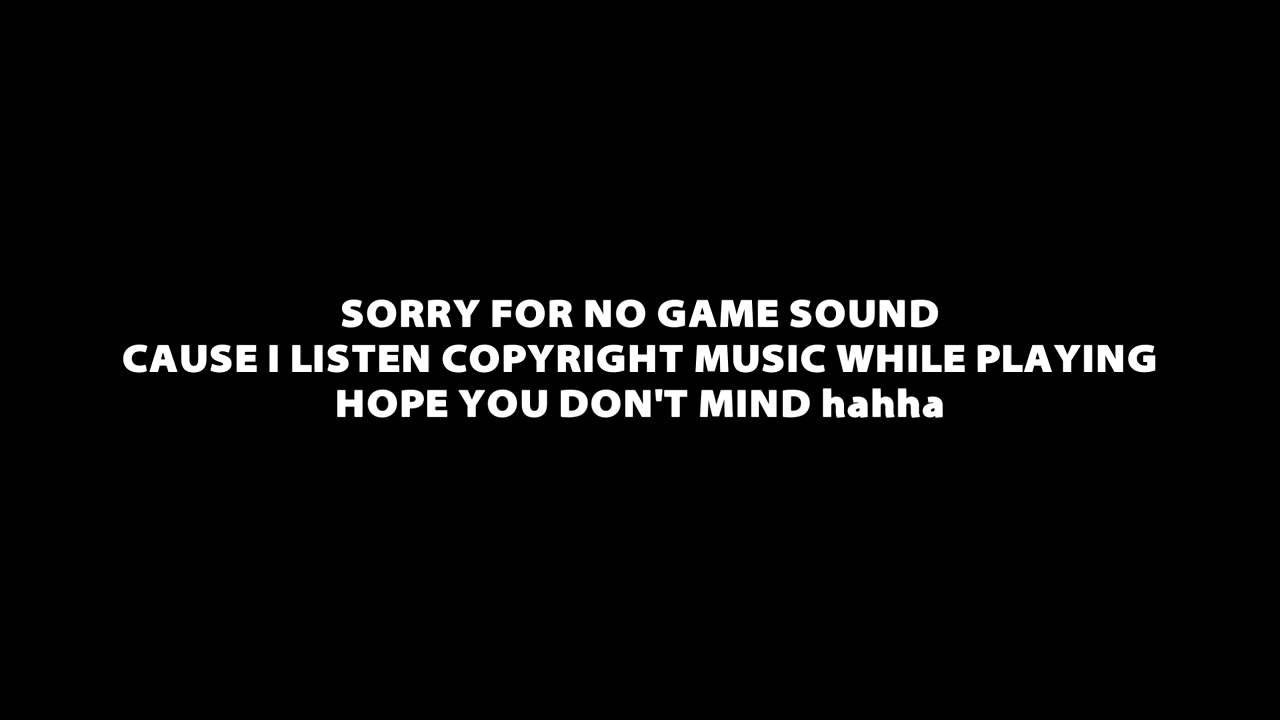 SORRY FOR NO GAME SOUND
CAUSE I LISTEN COPYRIGHT MUSIC WHILE PLAYING
HOPE YOU DON'T MIND hahha